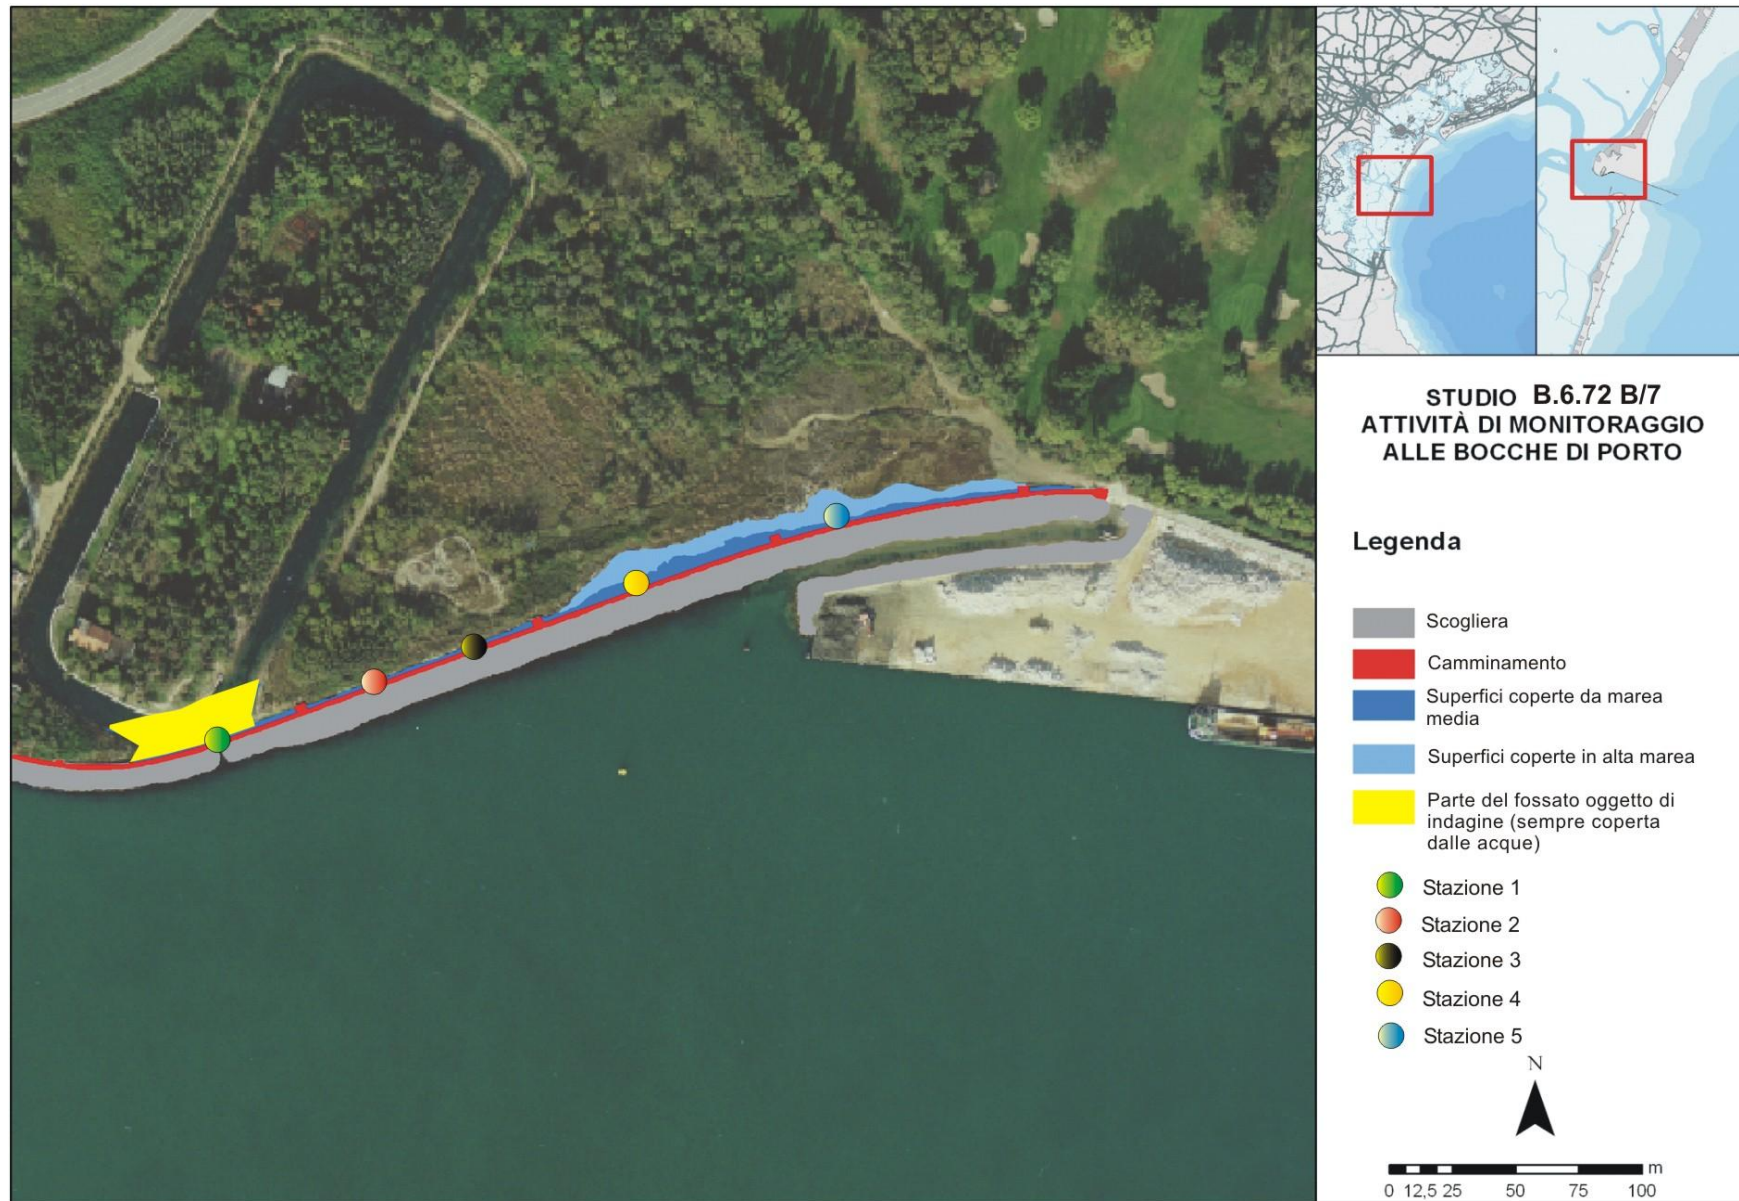 STUDIO B.6.72 B/7
ATTIVITÀ DI MONITORAGGIO
ALLE BOCCHE DI PORTO
Legenda
Scogliera
Camminamento
Superfici coperte da marea
media
Superfici coperte in alta marea
Parte del fossato oggetto di
indagine (sempre coperta
dalle acque)
Stazione 1
Stazione 2
Stazione 3
Stazione 4
Stazione 5
N
m
0 12,5 25 50 75 100